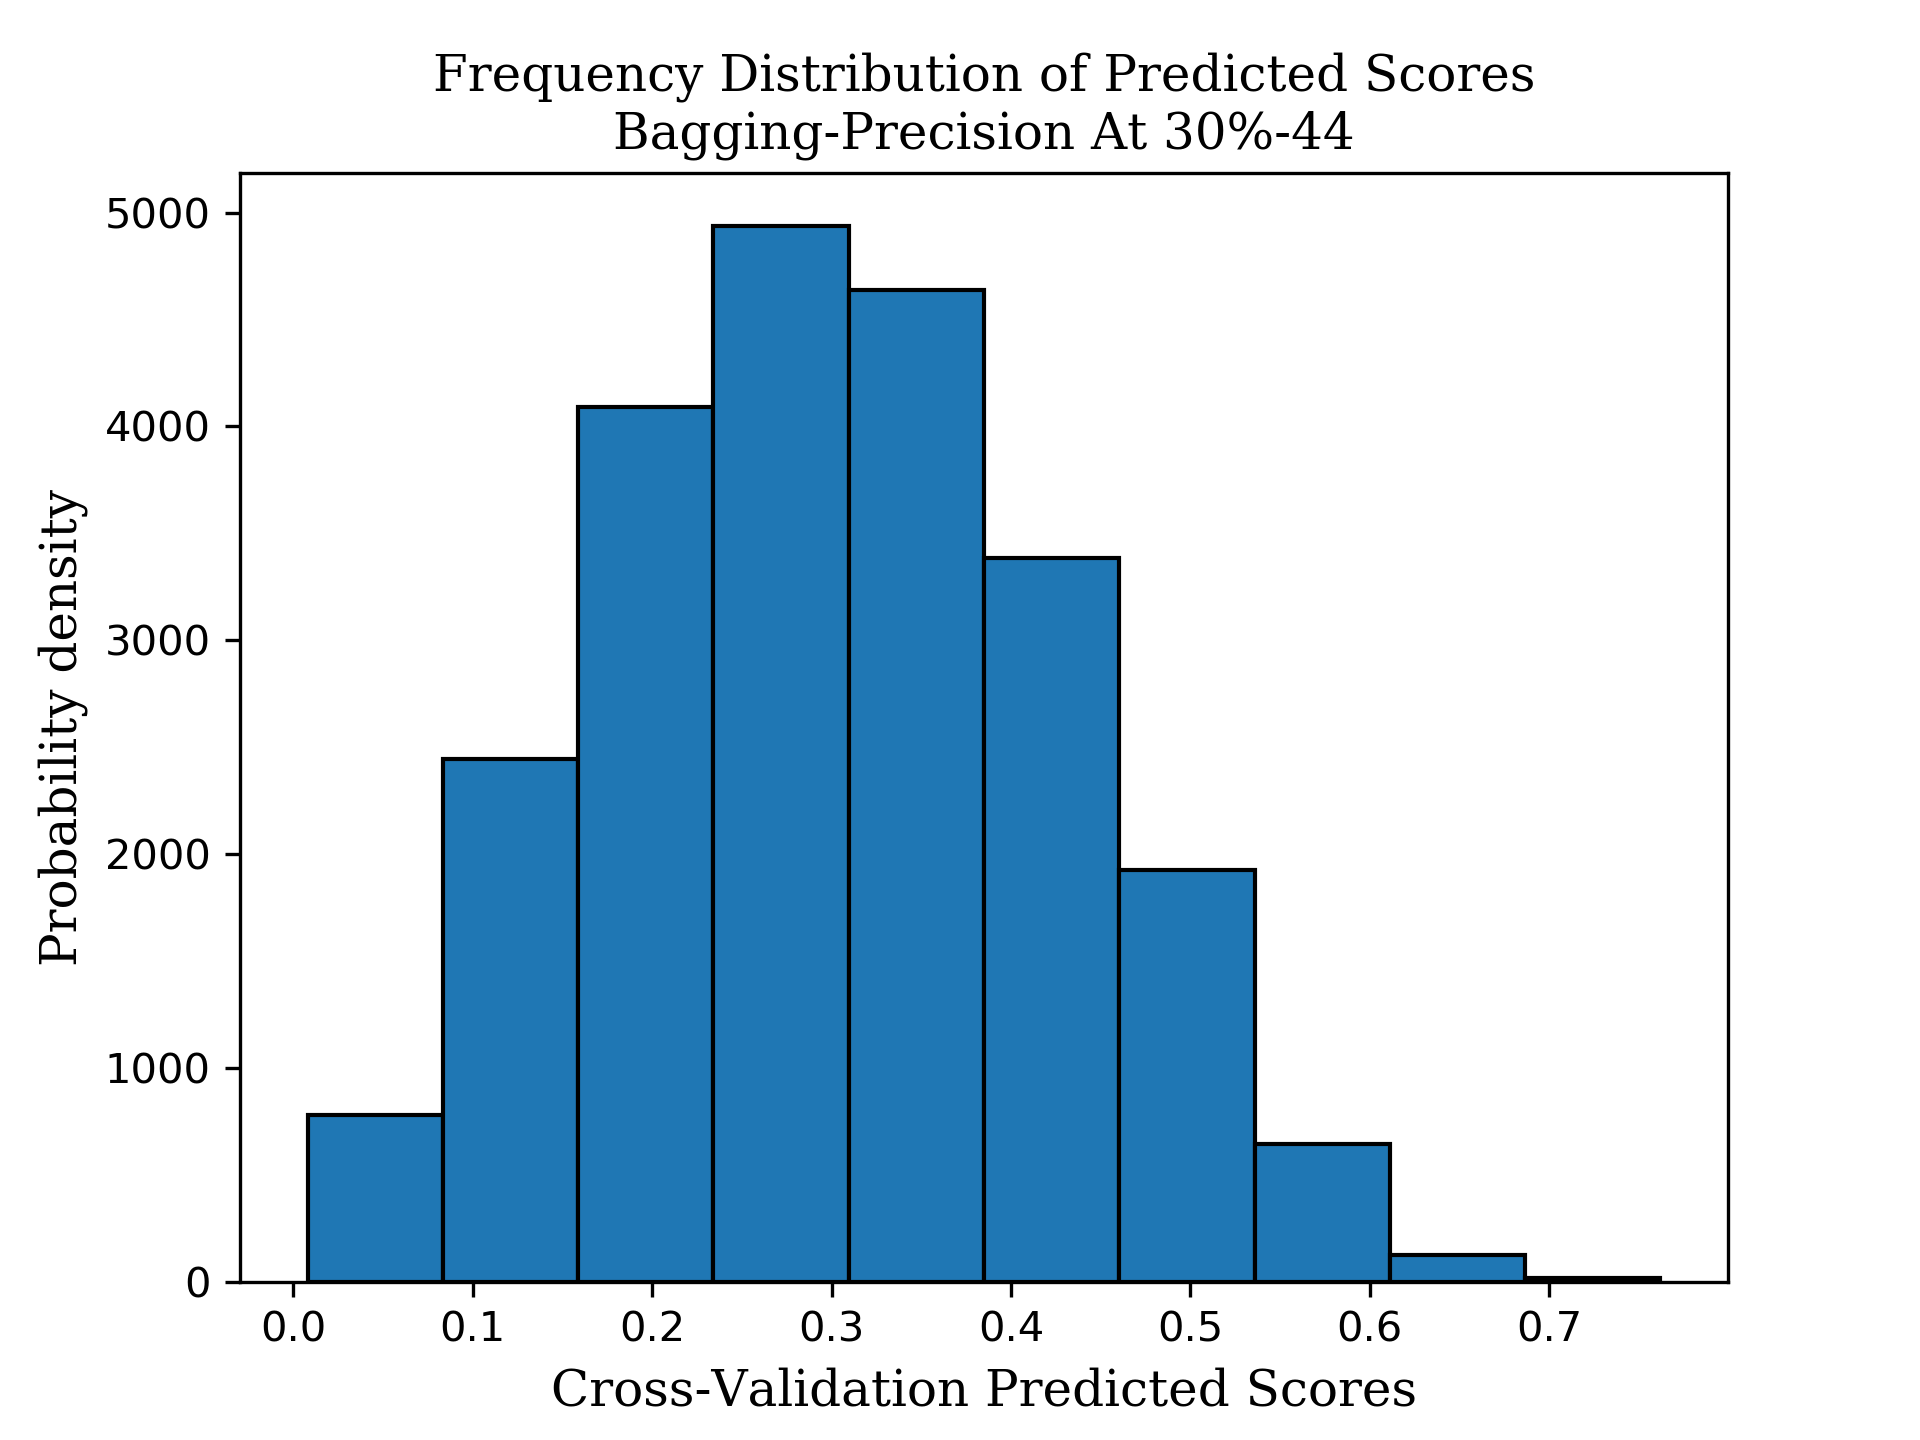 Frequency Distribution of Predicted Scores
Bagging-Precision At 30%-44
Probability density
5000
4000
3000
2000
1000
0
0.0 0.1 0.2 0.3 0.4 0.5 0.6 0.7
Cross-Validation Predicted Scores